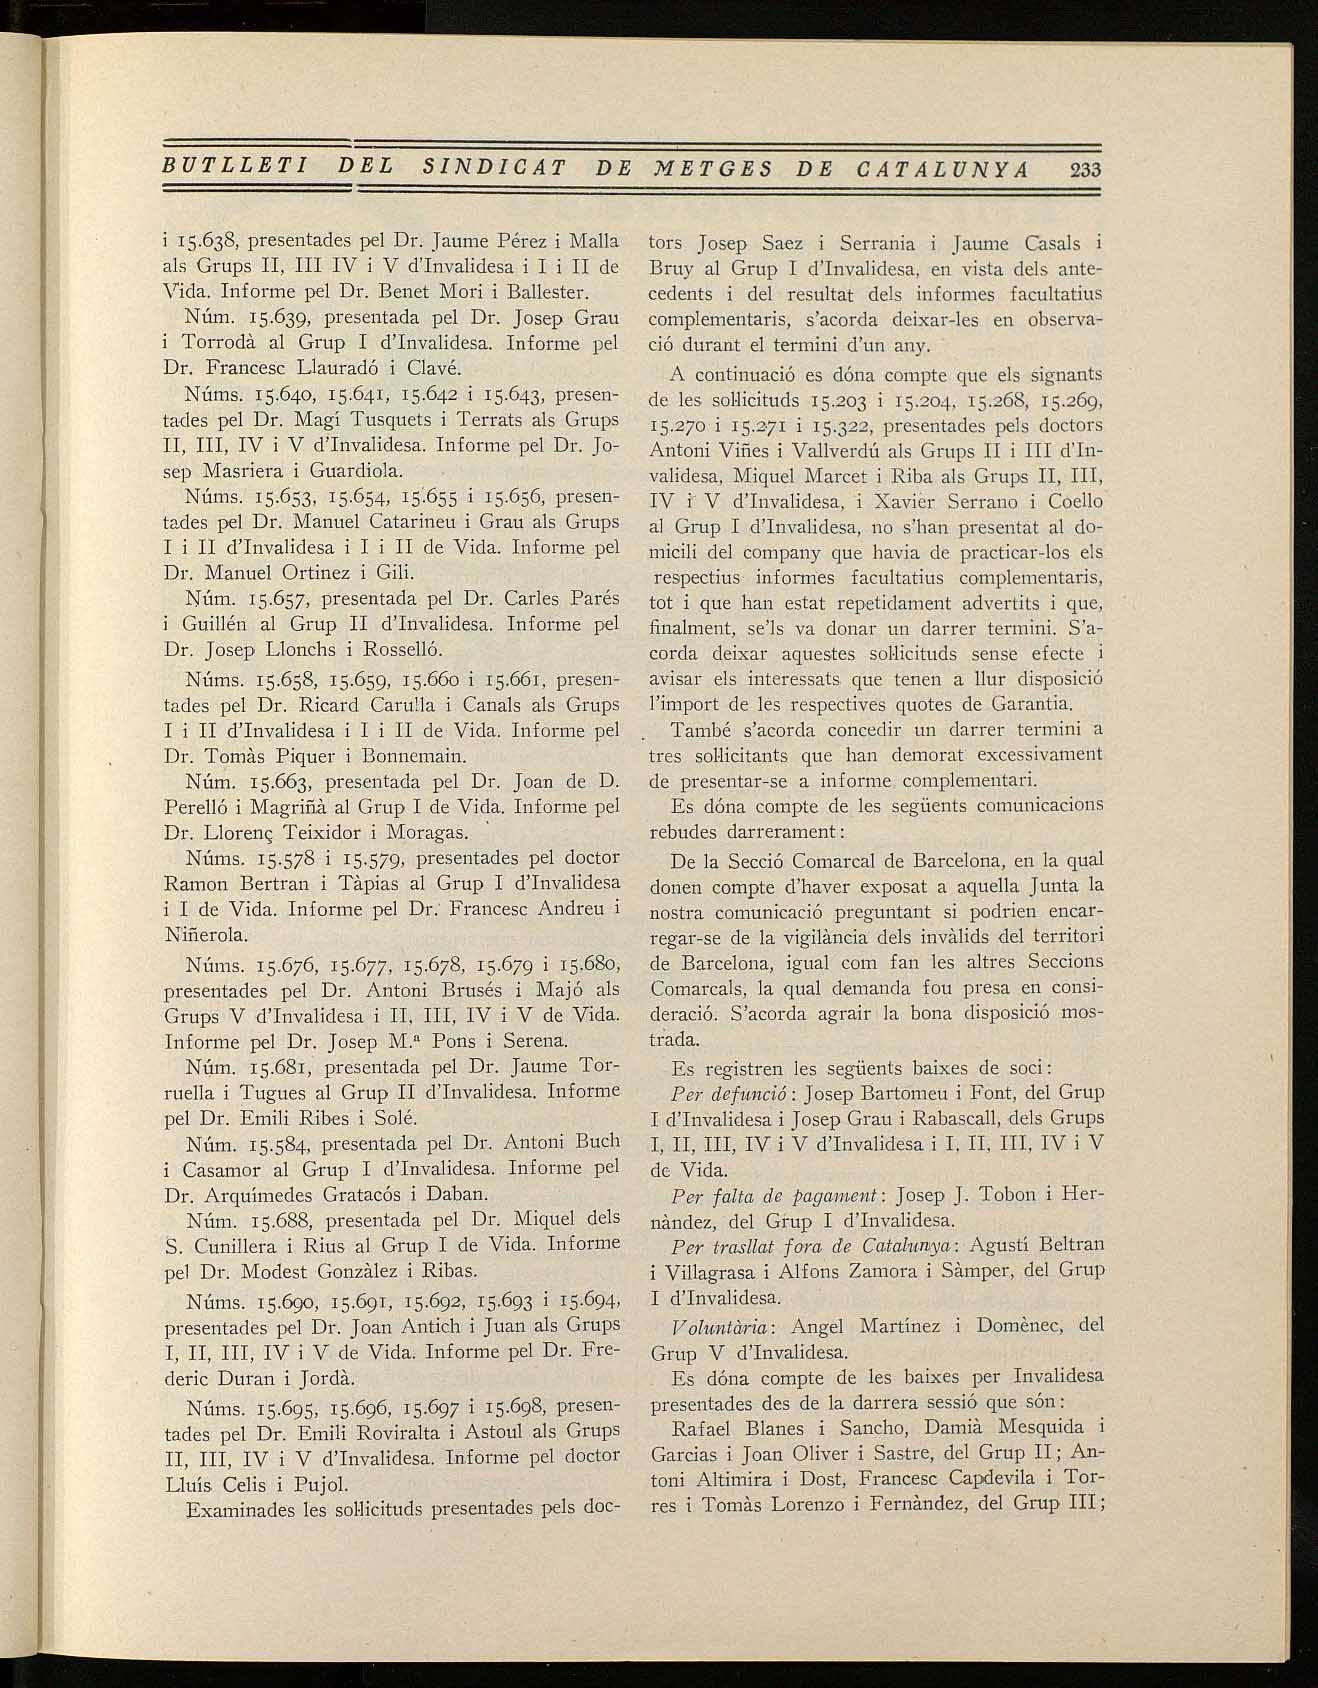 BUTLLETI DEL SINDICAT DE METGES DE CATALUNYA 233
i 15.638, presentades pel Dr. Jaume Pérez i Malla
als Grups II, III IV i V d'Invalidesa i I i II de
Vida. Informe pel Dr. Benet Mori i Ballester.
Núm. 15.639, presentada pel Dr. Josep Grau
i Torrodà al Grup I d'Invalidesa. Informe pel
Dr. Francesc Llauradó i Clavé.
Núms. 15.640, 15.641, 15.642 i 15.643, presen-
tades pel Dr. Magí Tusquets i Terrats als Grups
II, III, IV i V d'Invalidesa. Informe pel Dr. Jo-
sep Masriera i Guardiola.
Núms. 15.653, 15.654, 15.655 i 15.656, presen-
tades pel Dr. Manuel Catarineu i Grau als Grups
I i II d'Invalidesa i I i II de Vida. Informe pel
Dr. Manuel Ortinez i Gili.
Núm. 15.657, presentada pel Dr. Carles Parés
i Guillén al Grup II d'Invalidesa. Informe pel
Dr. Josep Llonchs i Rosselló.
Núms. 15.658, 15.659, 15.660 i 15.661, presen-
tades pel Dr. Ricard Carulla i Canals als Grups
I i II d'Invalidesa i I i II de Vida. Informe pel
Dr. Tomàs Piquer i Bonnemain.
Núm. 15.663, presentada pel Dr. Joan de D.
Perelló i Magriñà al Grup I de Vida. Informe pel
Dr. Llorenç Teixidor i Moragas.
Núms. 15.578 i 15.579, presentades pel doctor
Ramon Bertran i Tàpias al Grup I d'Invalidesa
i I de Vida. Informe pel Dr. Francesc Andreu i
Niñerola.
Núms. 15.676, 15.677, 15.678, 15.679 i 15.680,
presentades pel Dr. Antoni Brusés i Majó als
Grups V d'Invalidesa i II, III, IV i V de Vida.
Informe pel Dr. Josep M.ª Pons i Serena.
Núm. 15.681, presentada pel Dr. Jaume Tor-
ruella i Tugues al Grup II d'Invalidesa. Informe
pel Dr. Emili Ribes i Solé.
Núm. 15.584, presentada pel Dr. Antoni Buch
i Casamor al Grup I d'Invalidesa. Informe pel
Dr. Arquímedes Gratacós i Daban.
Núm. 15.688, presentada pel Dr. Miquel dels
S. Cunillera i Rius al Grup I de Vida. Informe
pel Dr. Modest Gonzàlez i Ribas.
Núms. 15.690, 15.691, 15.692, 15.693 i 15.694,
presentades pel Dr. Joan Antich i Juan als Grups
I, II, III, IV i V de Vida. Informe pel Dr. Fre-
deric Duran i Jordà.
Núms. 15.695, 15.696, 15.697 i 15.698, presen-
tades pel Dr. Emili Roviralta i Astoul als Grups
II, III, IV i V d'Invalidesa. Informe pel doctor
Lluís Celis i Pujol.
Examinades les sol·licituds presentades pels doc-
tors Josep Saez i Serrania i Jaume Casals i
Bruy al Grup I d'Invalidesa, en vista dels ante-
cedents i del resultat dels informes facultatius
complementaris, s'acorda deixar-les en observa-
ció durant el termini d'un any.
A continuació es dóna compte que els signants
de les sol·licituds 15.203 i 15.204, 15.268, 15.269,
15.270 i 15.271 i 15.322, presentades pels doctors
Antoni Viñes i Vallverdú als Grups II i III d'In-
validesa, Miquel Marcet i Riba als Grups II, III,
IV i V d'Invalidesa, i Xavier Serrano i Coello
al Grup I d'Invalidesa, no s'han presentat al do-
micili del company que havia de practicar-los els
respectius informes facultatius complementaris,
tot i que han estat repetidament advertits i que,
finalment, se'ls va donar un darrer termini. S'a-
corda deixar aquestes sol·licituds sense efecte i
avisar els interessats que tenen a llur disposició
l'import de les respectives quotes de Garantia.
També s'acorda concedir un darrer termini a
tres sol·licitants que han demorat excessivament
de presentar-se a informe complementari.
Es dóna compte de les següents comunicacions
rebudes darrerament:
De la Secció Comarcal de Barcelona, en la qual
donen compte d'haver exposat a aquella Junta la
nostra comunicació preguntant si podrien encar-
regar-se de la vigilància dels invàlids del territori
de Barcelona, igual com fan les altres Seccions
Comarcals, la qual demanda fou presa en consi-
deració. S'acorda agrair la bona disposició mos-
trada.
Es registren les següents baixes de soci:
Per defunció: Josep Bartomeu i Font, del Grup
I d'Invalidesa i Josep Grau i Rabascall, dels Grups
I, II, III, IV i V d'Invalidesa i I, II, III, IV i V
de Vida.
Per falta de pagament: Josep J. Tobon i Her-
nàndez, del Grup I d'Invalidesa.
Per trasllat fora de Catalunya: Agustí Beltran
i Villagrasa i Alfons Zamora i Sàmper, del Grup
I d'Invalidesa.
Voluntària: Angel Martínez i Domènec, del
Grup V d'Invalidesa.
Es dóna compte de les baixes per Invalidesa
presentades des de la darrera sessió que són:
Rafael Blanes i Sancho, Damià Mesquida i
Garcias i Joan Oliver i Sastre, del Grup II; An-
toni Altimira i Dost, Francesc Capdevila i Tor-
res i Tomàs Lorenzo i Fernàndez, del Grup III;